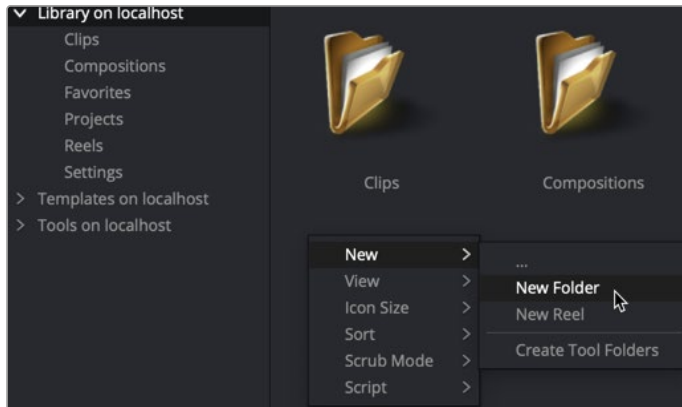 Library on localhost
Clips
Compositions
Favorites
Projects
Reels
Settings
Templates on localhost
Tools on localhost
Clips
Compositions
New
View
Icon Size
Sort
Scrub Mode
Script
...
New Folder
New Reel
Create Tool Folders